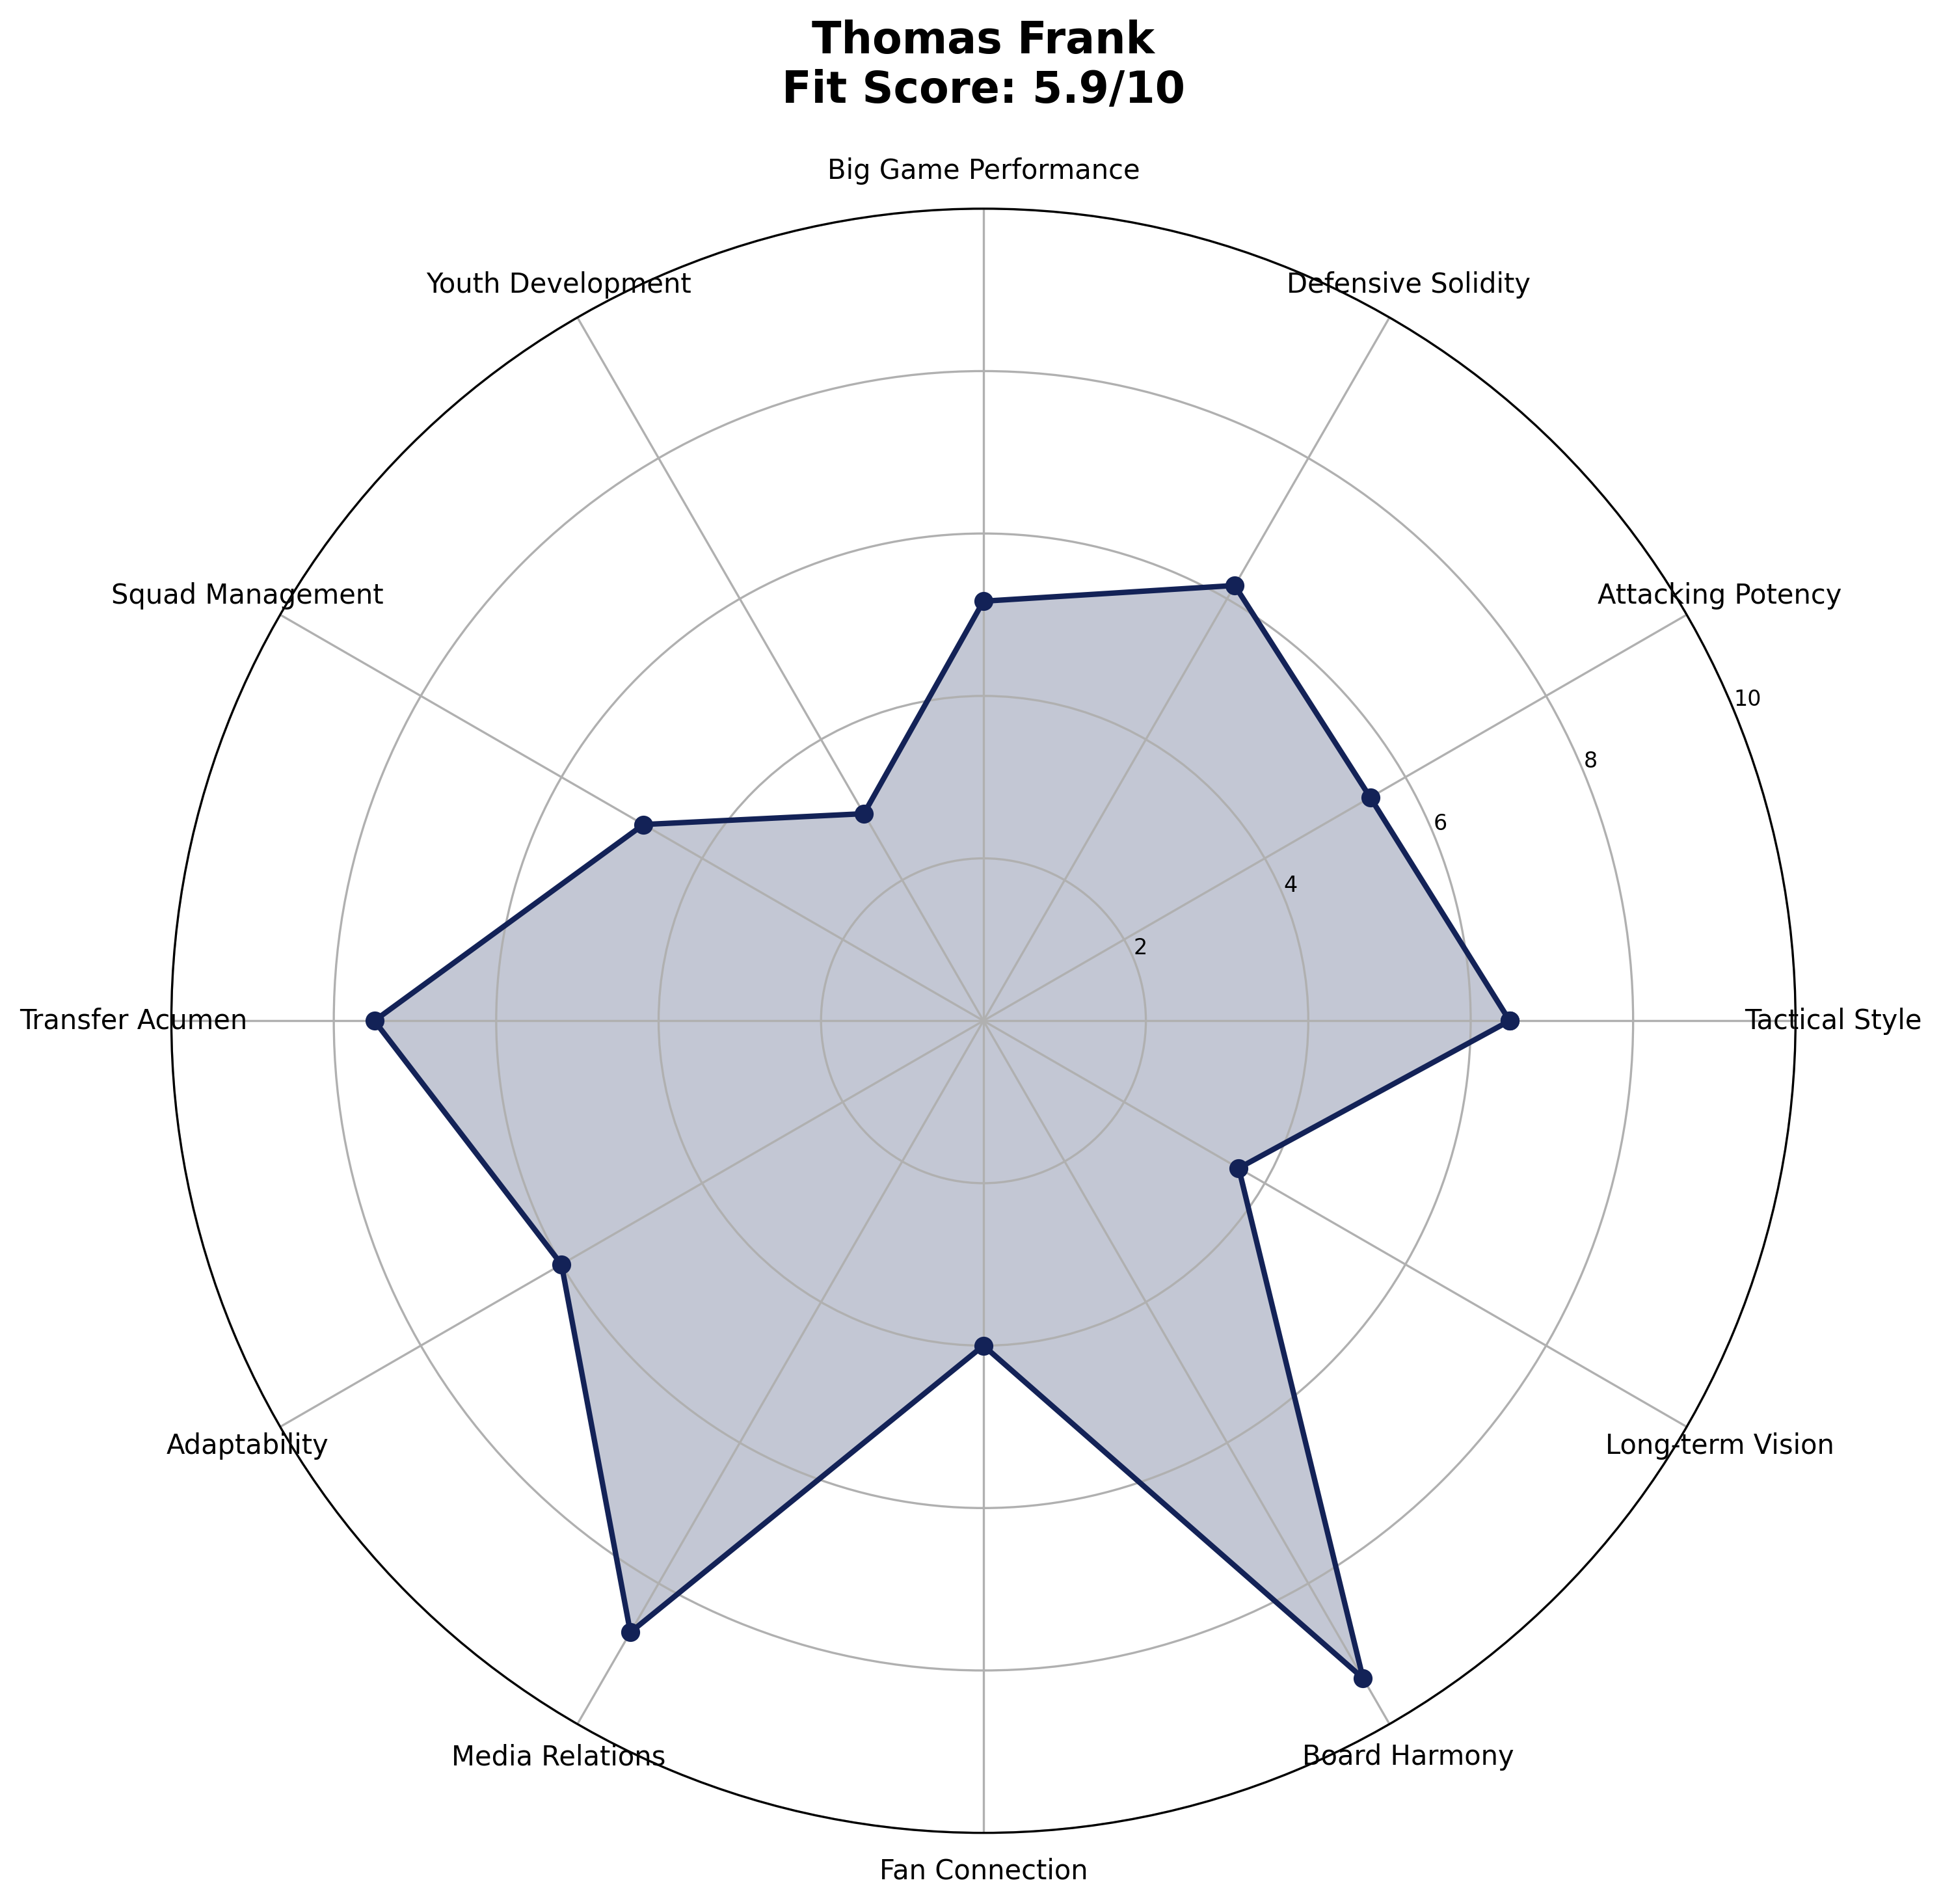 Thomas Frank
Fit Score: 5.9/10
Big Game Performance
Youth Development
Defensive Solidity
Squad Management
Attacking Potency
10
8
6
4
2
Transfer Acumen
Tactical Style
Adaptability
Long-term Vision
Media Relations
Board Harmony
Fan Connection